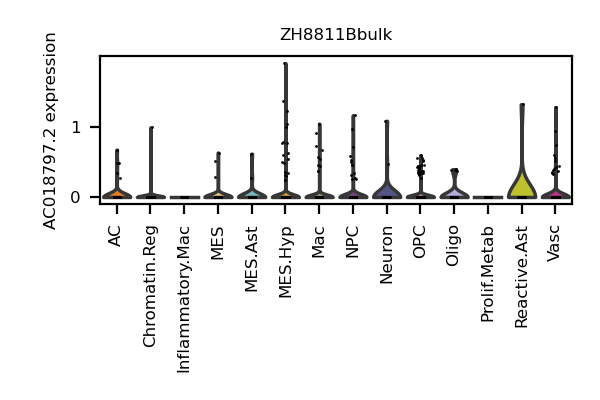 ZH8811Bbulk
AC018797.2 expression
1
0
AC
Chromatin.Reg
Inflammatory.Mac
MES
MES.Ast
MES.Hyp
Mac
NPC
Neuron
OPC
Oligo
Prolif.Metab
Reactive.Ast
Vasc